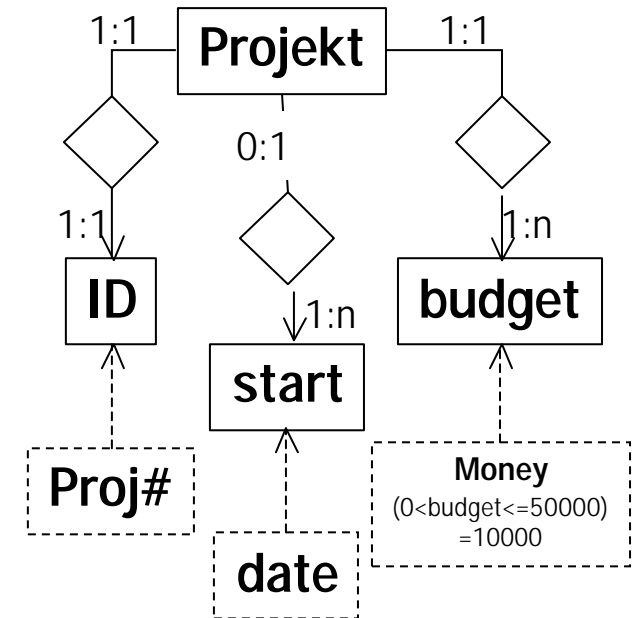 1:1
Projekt
1:1
0:1
1:1
1:n
ID
budget
1:n
start
Proj#
Money
(0<budget<=50000)
=10000
date